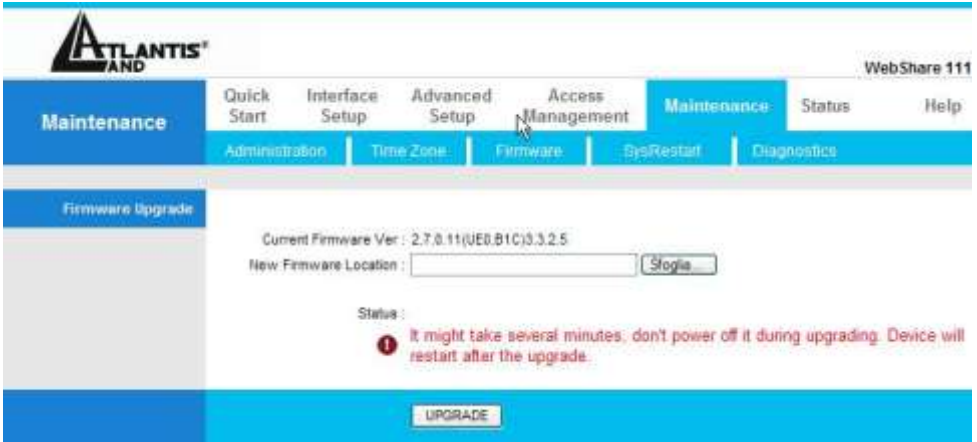 ATLANTIS®
LAND
WebShare 111
Maintenance
Quick Start
Interface Setup
Advanced Setup
Access Management
Maintenance
Status
Help
Administration
Time Zone
Firmware
SysRestart
Diagnostics
Firmware Upgrade
Current Firmware Ver : 2.7.0.11(UE0.B1C)3.3.2.5
New Firmware Location :
Sfoglia...
Status :
It might take several minutes, don't power off it during upgrading. Device will
restart after the upgrade.
UPGRADE